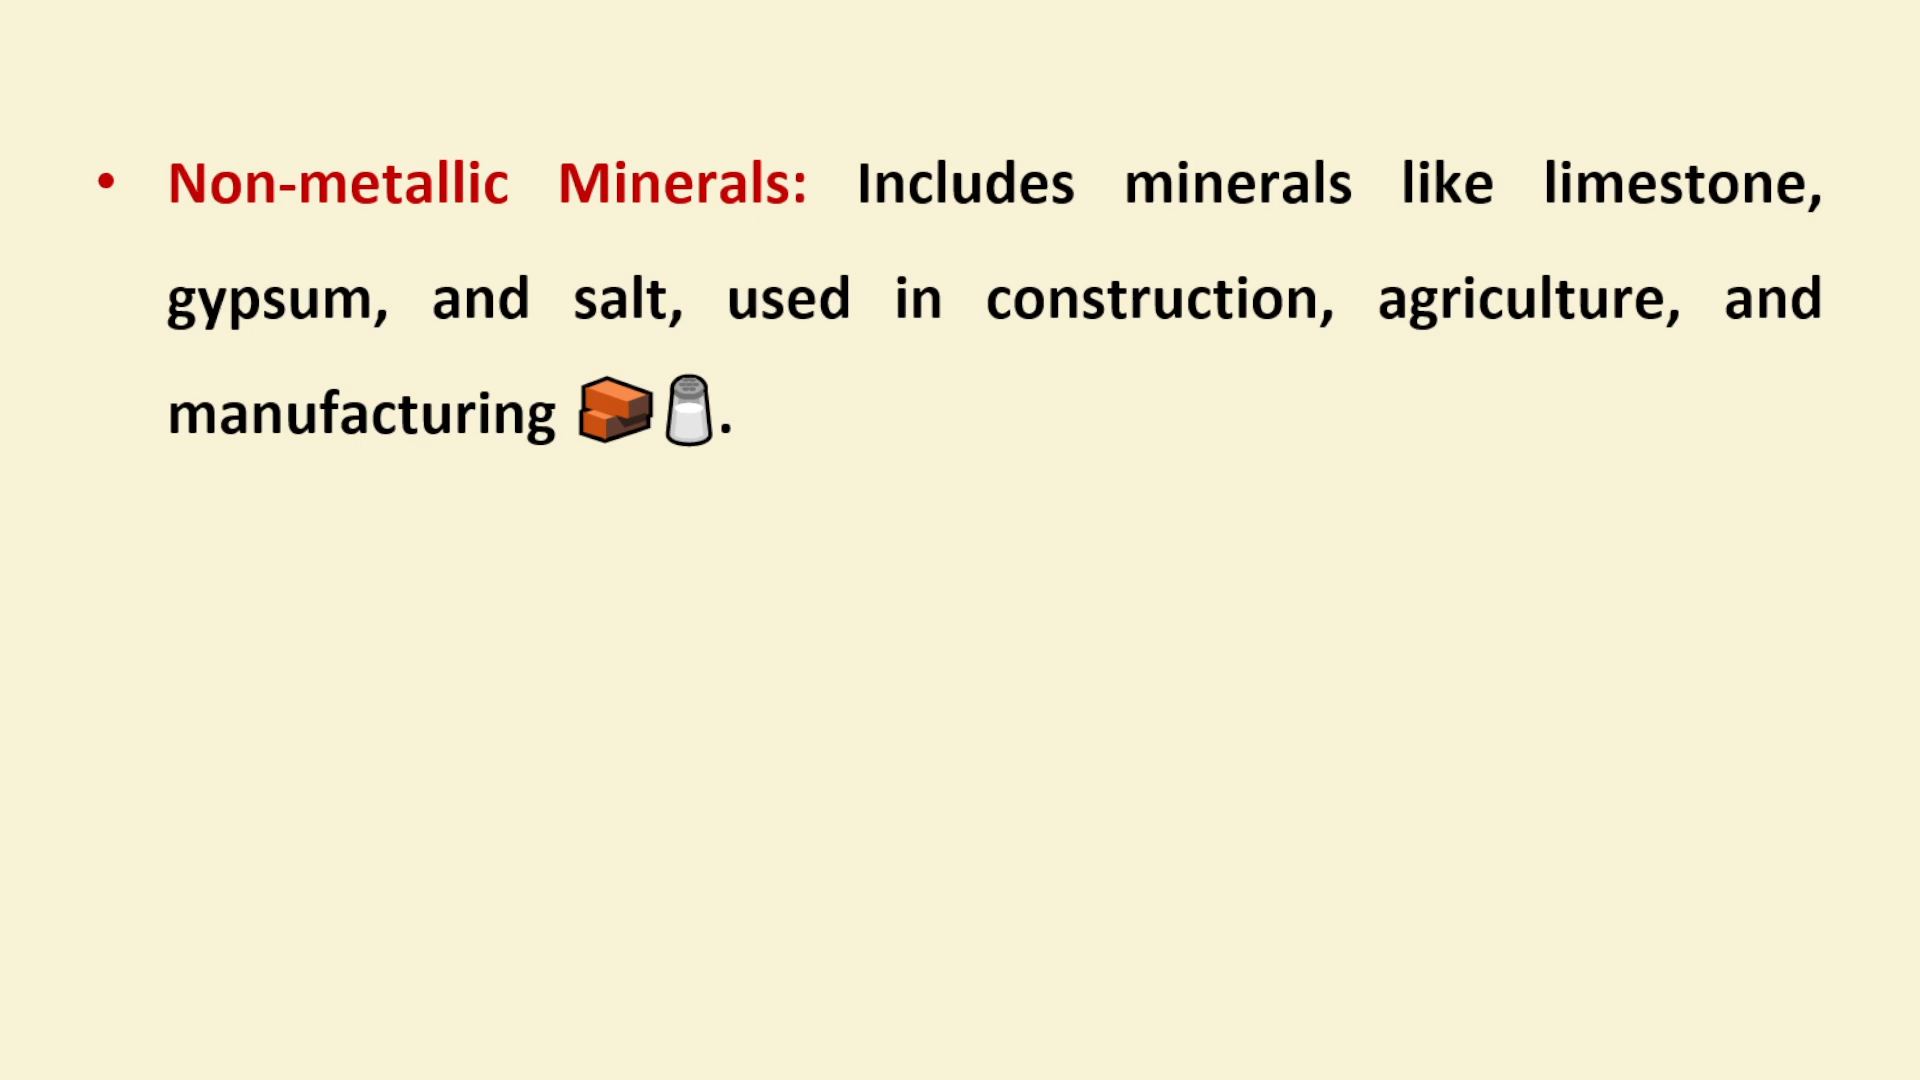 • Non-metallic Minerals: Includes minerals like limestone,
gypsum, and salt, used in construction, agriculture, and
manufacturing 🧱🧂.